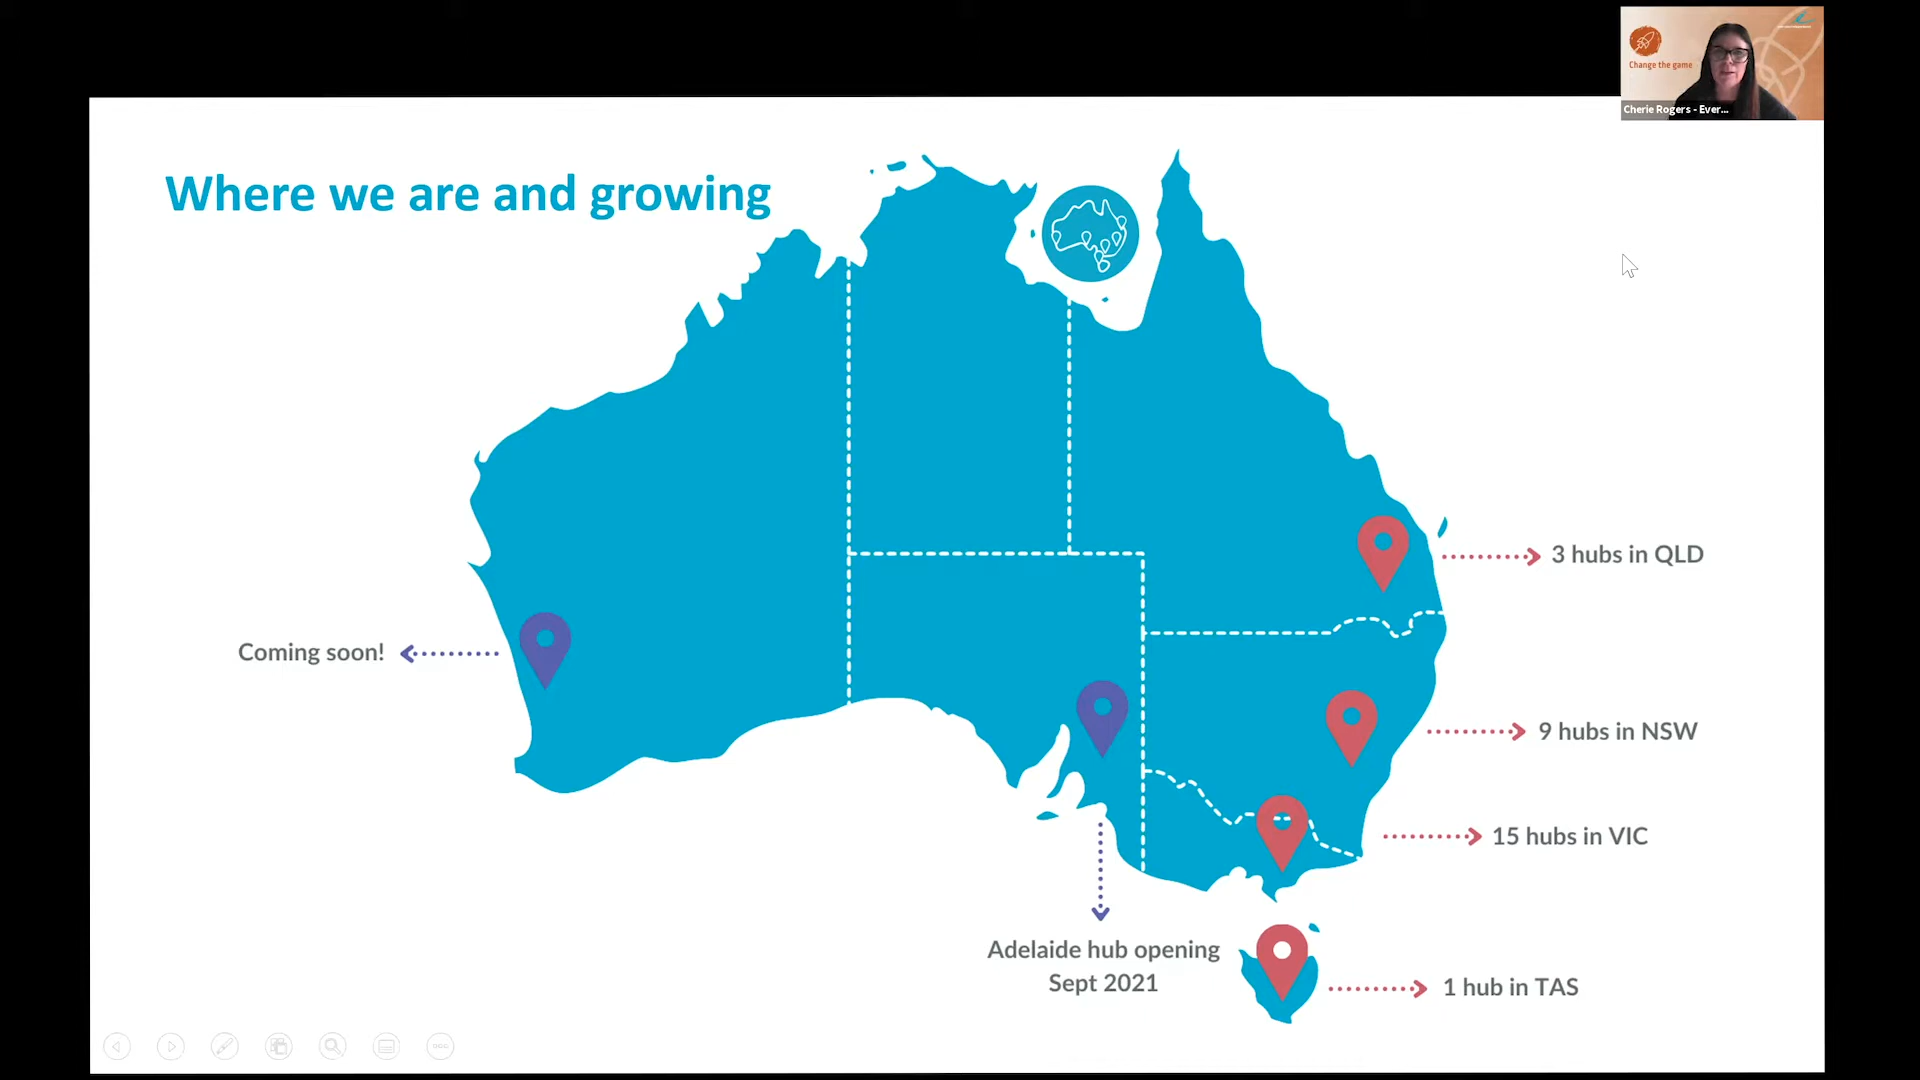 Change the game
Cherie Rogers - Ever...
Where we are and growing
3 hubs in QLD
Coming soon!
9 hubs in NSW
15 hubs in VIC
Adelaide hub opening
Sept 2021
1 hub in TAS